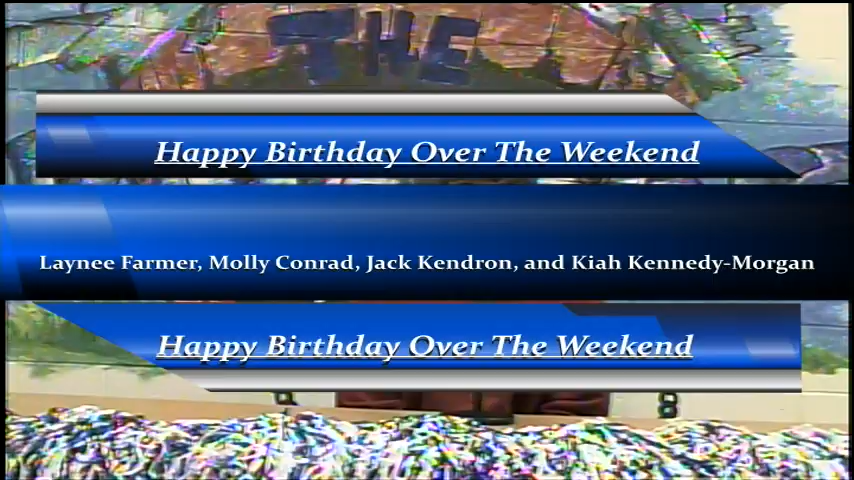 THE
Happy Birthday Over The Weekend
Laynee Farmer, Molly Conrad, Jack Kendron, and Kiah Kennedy-Morgan
Happy Birthday Over The Weekend